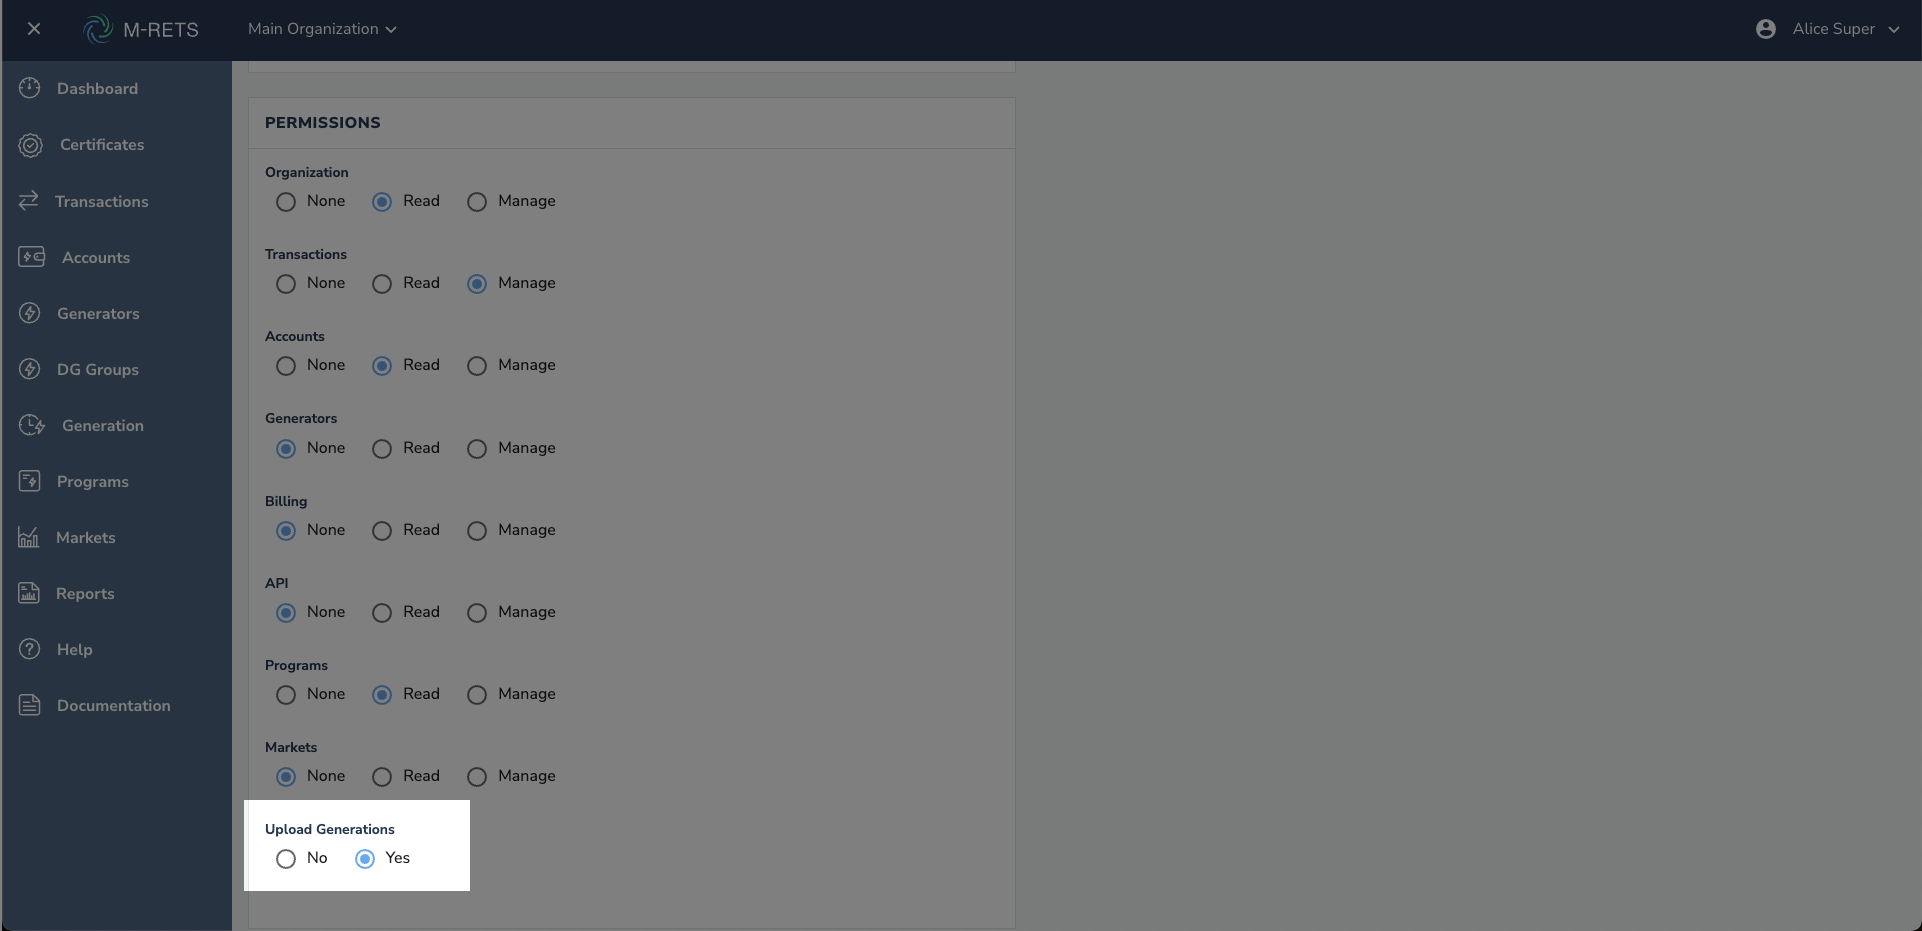 M-RETS
Main Organization
Alice Super
Dashboard
Certificates
Transactions
Accounts
Generators
DG Groups
Generation
Programs
Markets
Reports
Help
Documentation
PERMISSIONS
Organization
None Read Manage
Transactions
None Read Manage
Accounts
None Read Manage
Generators
None Read Manage
Billing
None Read Manage
API
None Read Manage
Programs
None Read Manage
Markets
None Read Manage
Upload Generations
No Yes